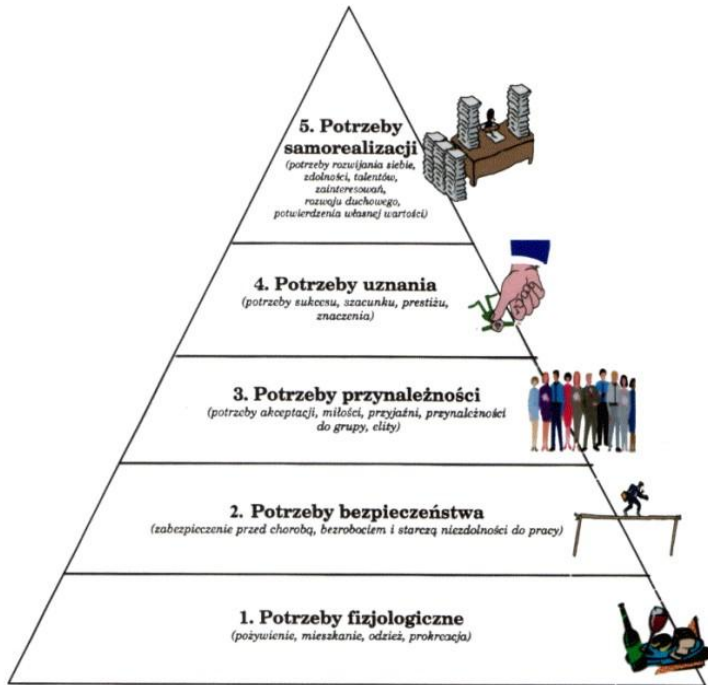 5. Potrzeby
samorealizacji
(potrzeby rozwijania siebie,
zdolności, talentów,
zainteresowań,
rozwoju duchowego,
potwierdzenia własnej wartości)
4. Potrzeby uznania
(potrzeby sukcesu, szacunku, prestiżu,
znaczenia)
3. Potrzeby przynależności
(potrzeby akceptacji, miłości, przyjaźni, przynależności
do grupy, elity)
2. Potrzeby bezpieczeństwa
(zabezpieczenie przed chorobą, bezrobociem i starczą niezdolności do pracy)
1. Potrzeby fizjologiczne
(pożywienie, mieszkanie, odzież, prokreacja)